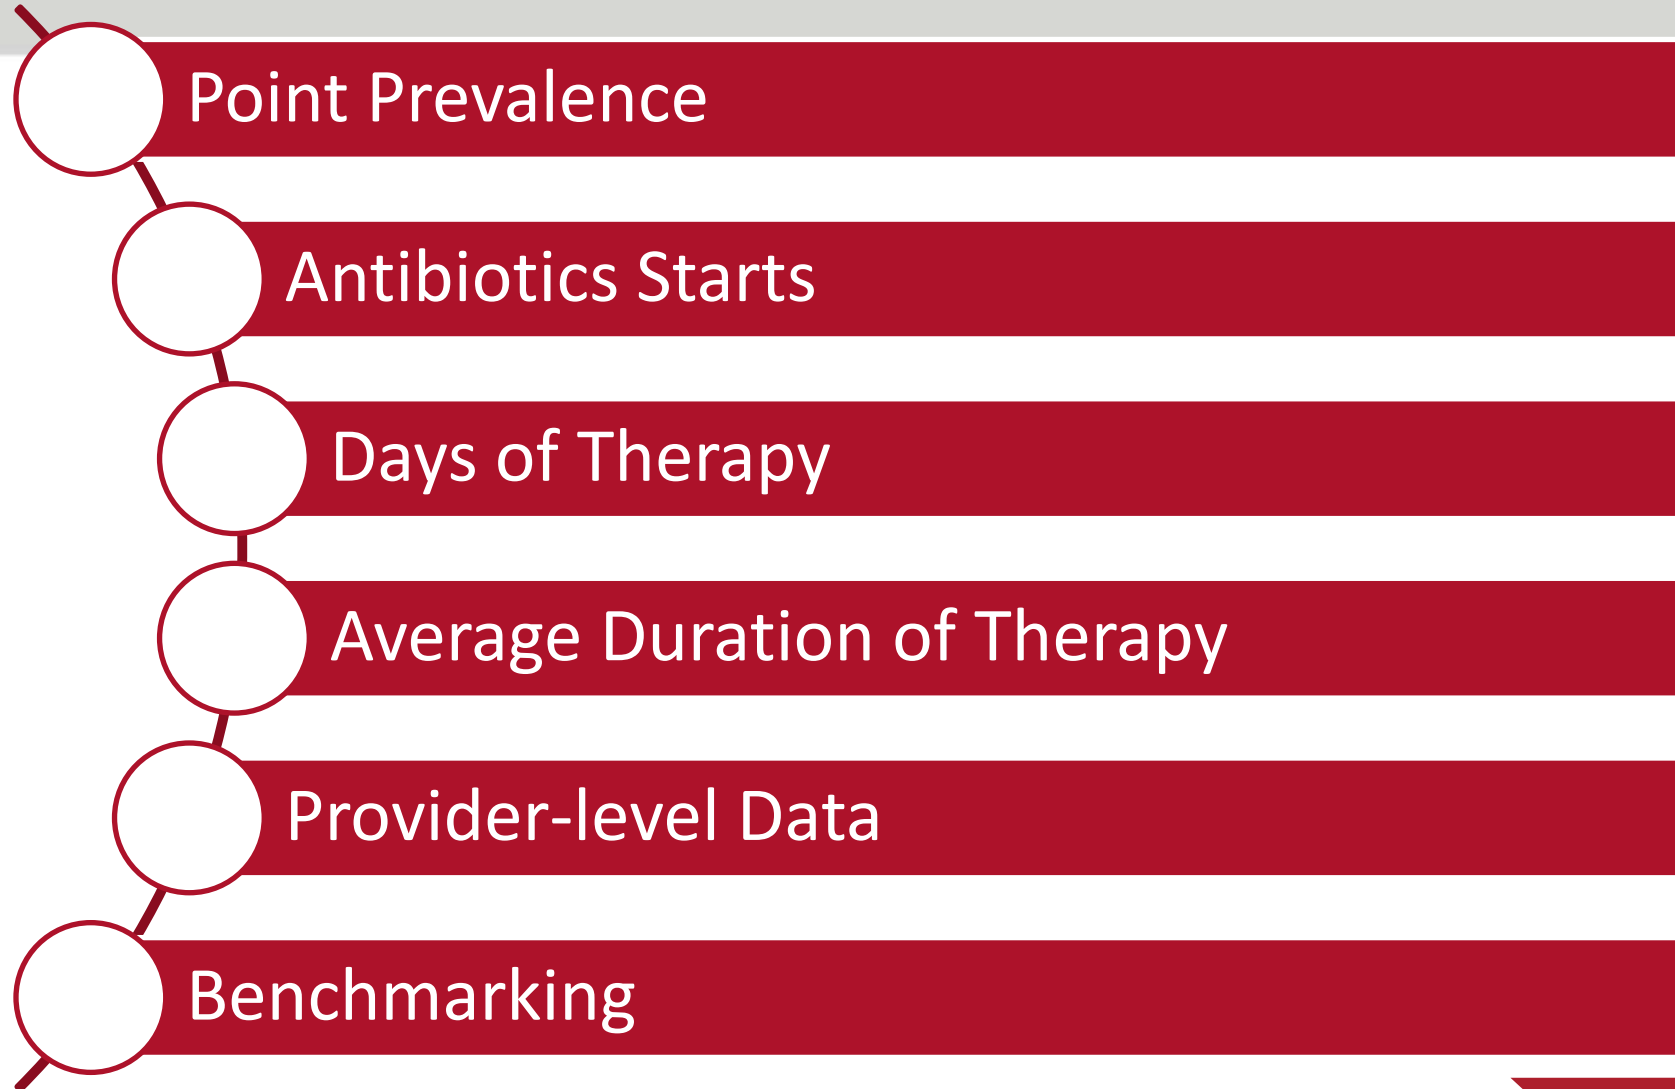 Point Prevalence
Antibiotics Starts
Days of Therapy
Average Duration of Therapy
Provider-level Data
Benchmarking